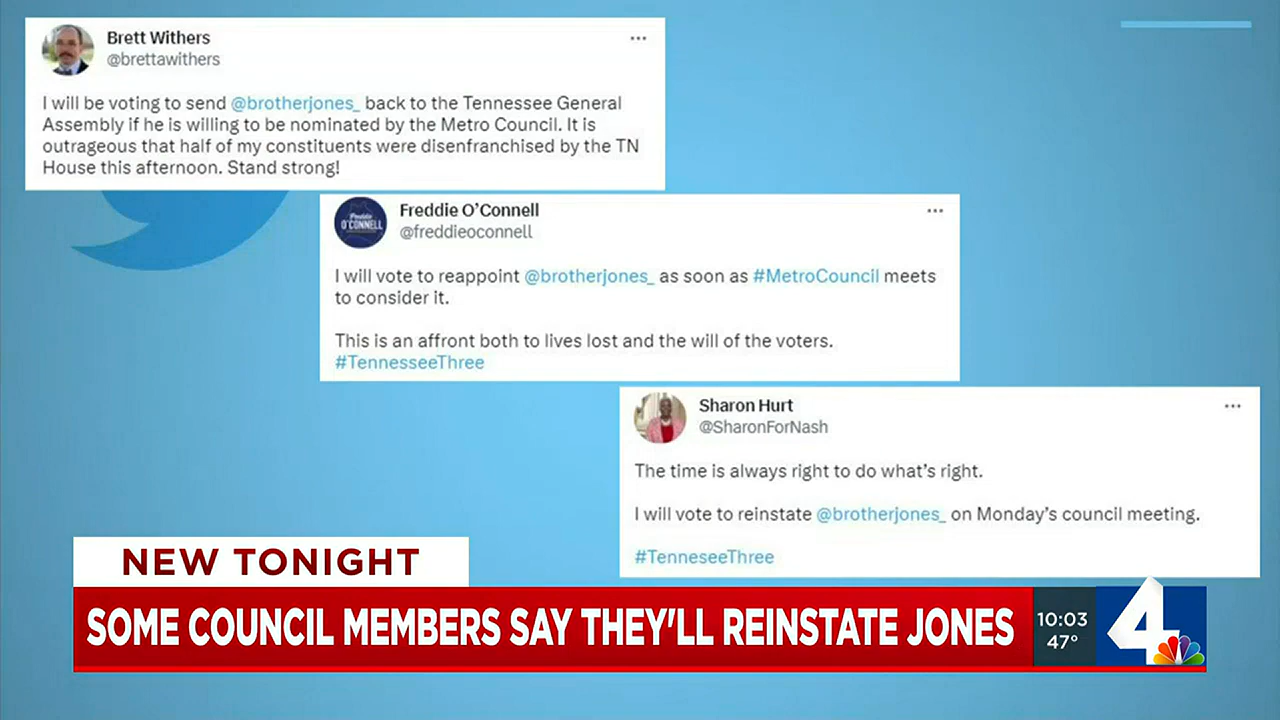 Brett Withers
@brettawithers
I will be voting to send @brotherjones_ back to the Tennessee General
Assembly if he is willing to be nominated by the Metro Council. It is
outrageous that half of my constituents were disenfranchised by the TN
House this afternoon. Stand strong!
Freddie
O'CONNELL
Freddie O'Connell
@freddieoconnell
I will vote to reappoint @brotherjones_ as soon as #MetroCouncil meets
to consider it.
This is an affront both to lives lost and the will of the voters.
#TennesseeThree
Sharon Hurt
@SharonForNash
The time is always right to do what's right.
I will vote to reinstate @brotherjones_ on Monday's council meeting.
#TenneseeThree
NEW TONIGHT
SOME COUNCIL MEMBERS SAY THEY'LL REINSTATE JONES
10:03
47°
4